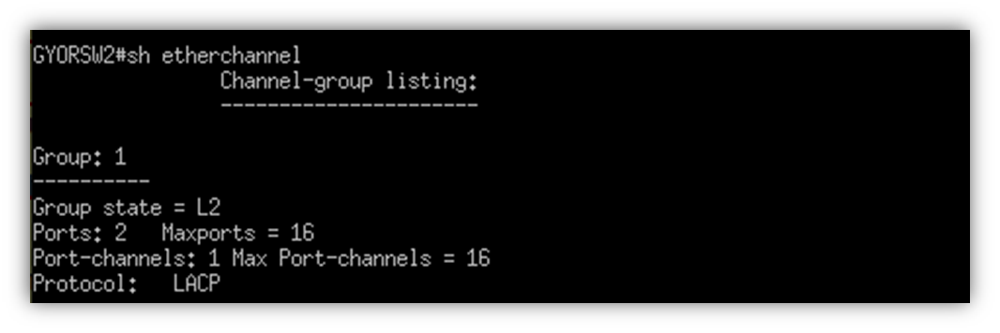 GYORSW2#sh etherchannel
Channel-group listing:
----------------------
Group: 1
----------
Group state = L2
Ports: 2   Maxports = 16
Port-channels: 1 Max Port-channels = 16
Protocol:   LACP